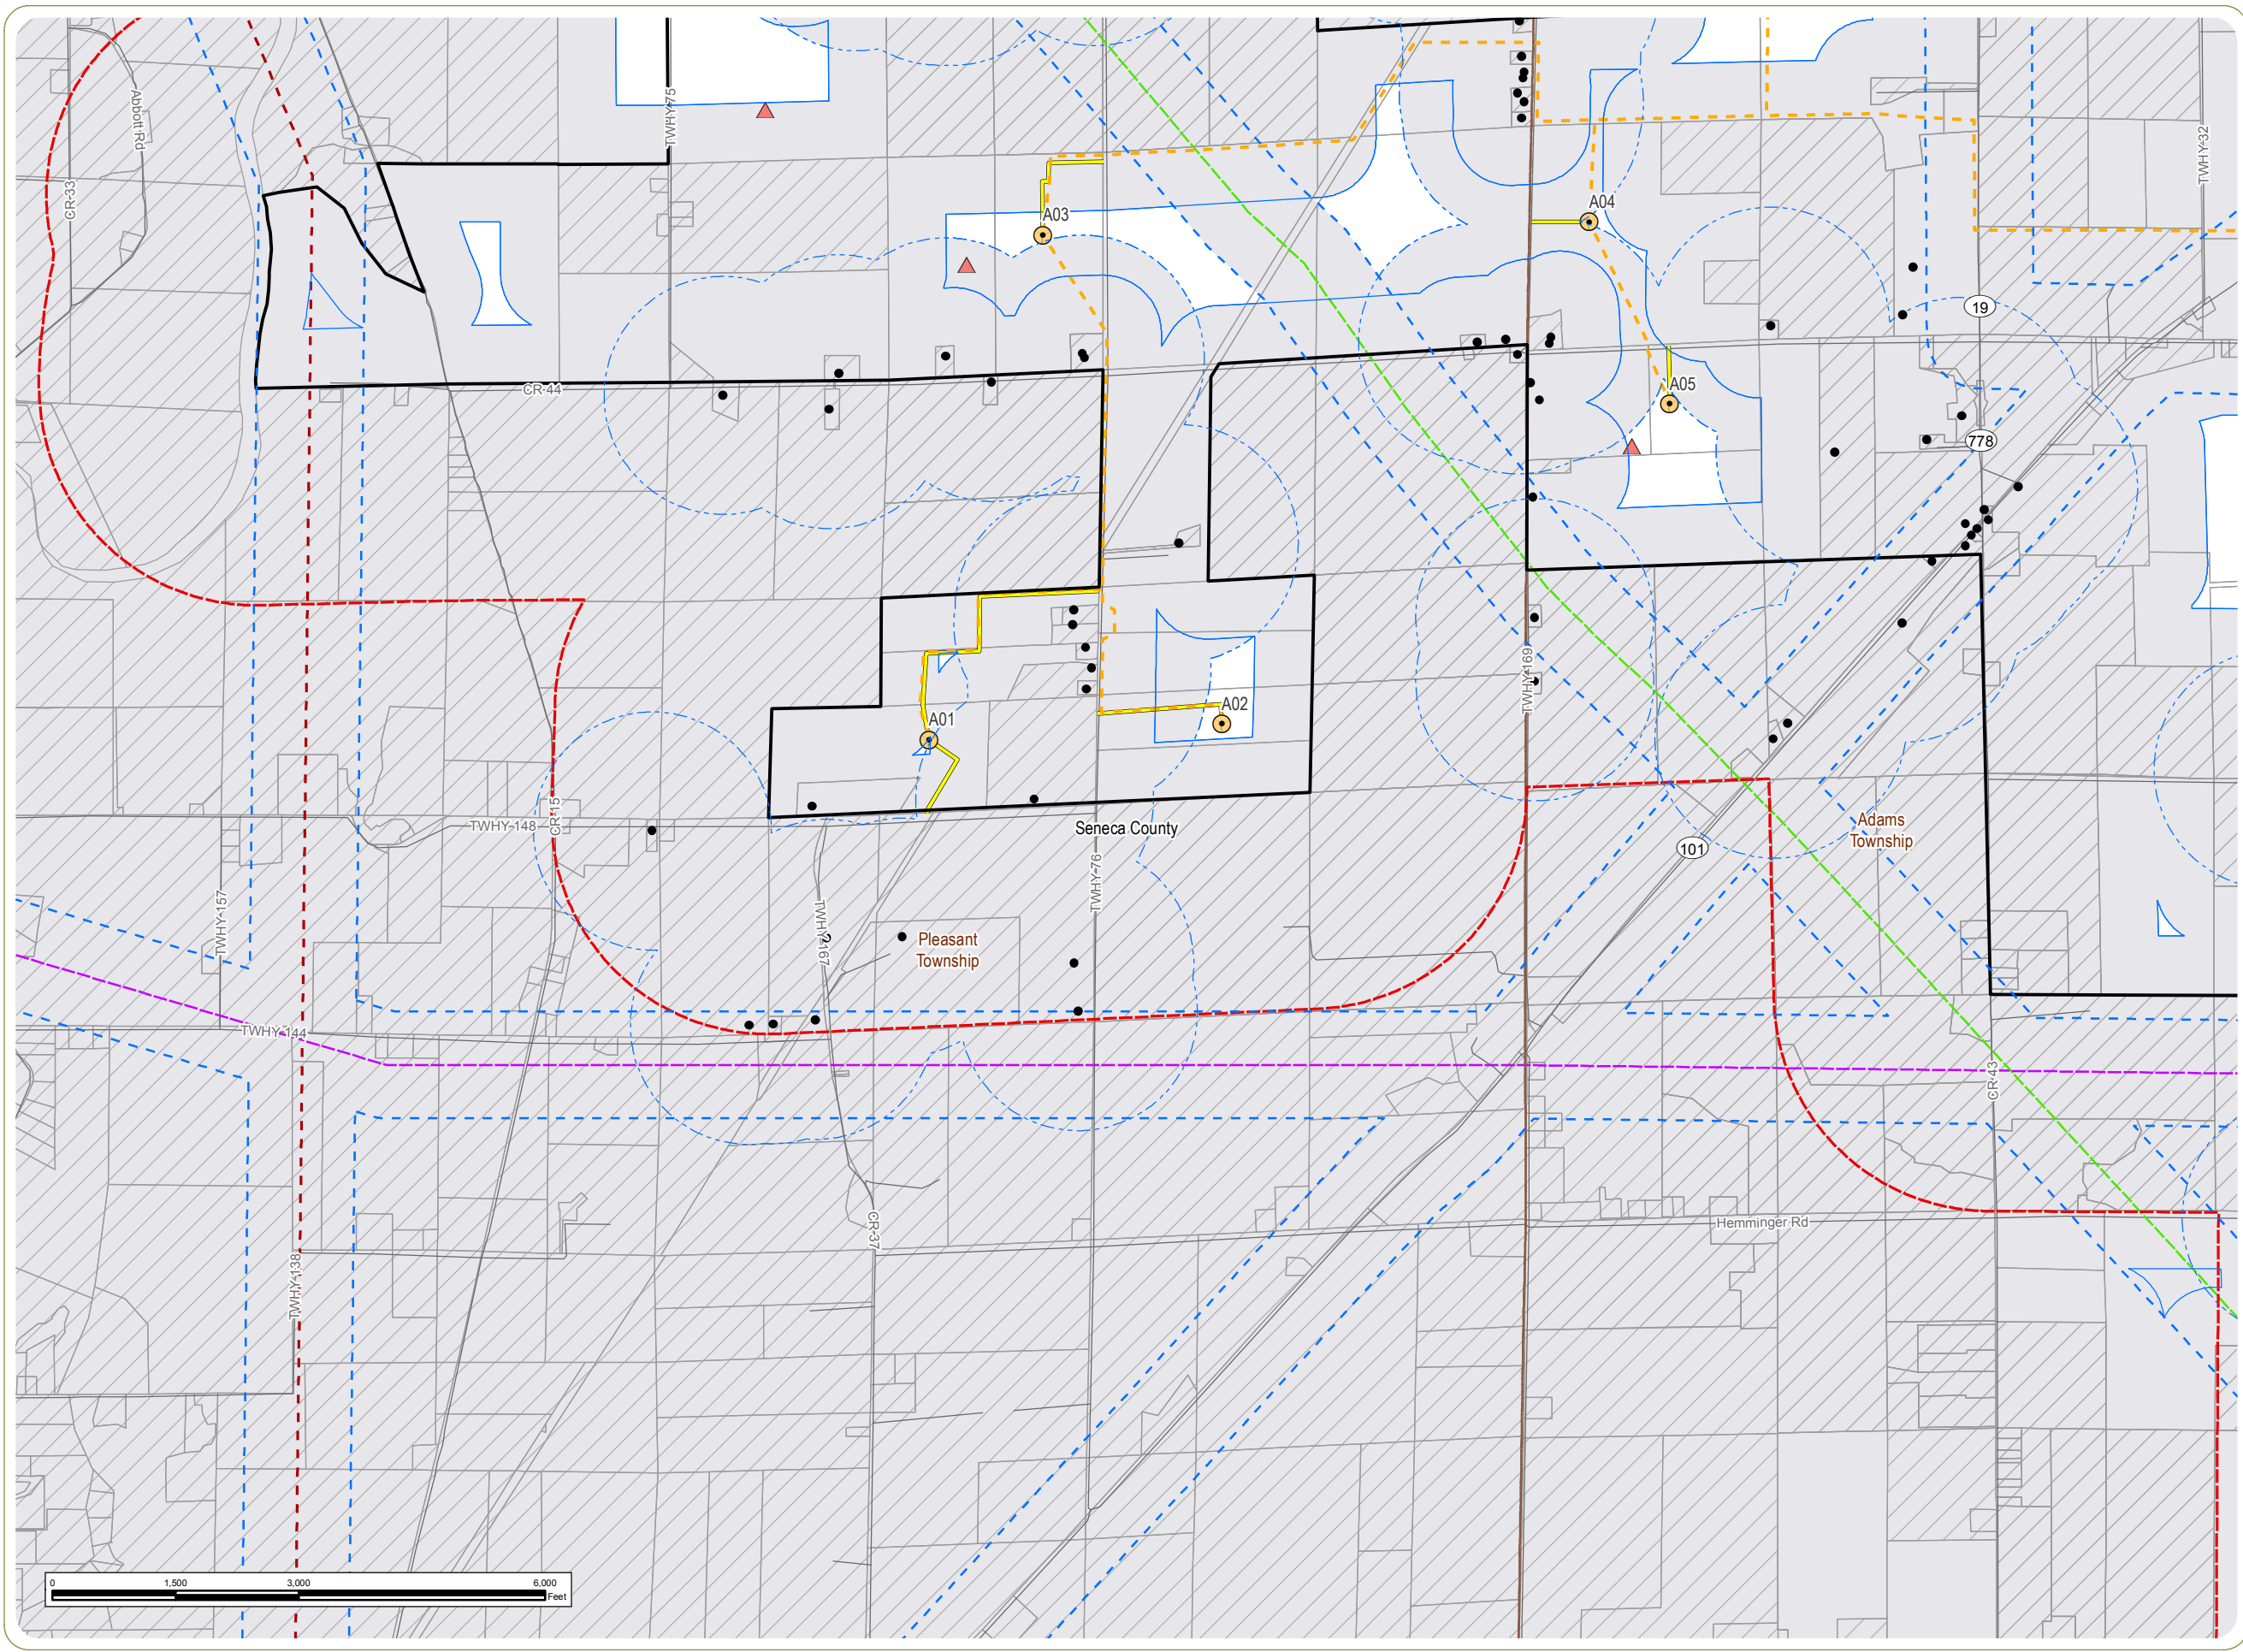 Abbott Rd
CR-33
TWHY-75
TWHY-32
A03
A04
19
CR-44
A05
778
A01
A02
TWHY-169
CR-15
TWHY-148
Seneca County
Adams
Township
101
TWHY-76
TWHY-157
TWHY-197
Pleasant
Township
TWHY-144
CR-43
CR-37
Hemminger Rd
TWHY-138
0 1,500 3,000 6,000
Feet